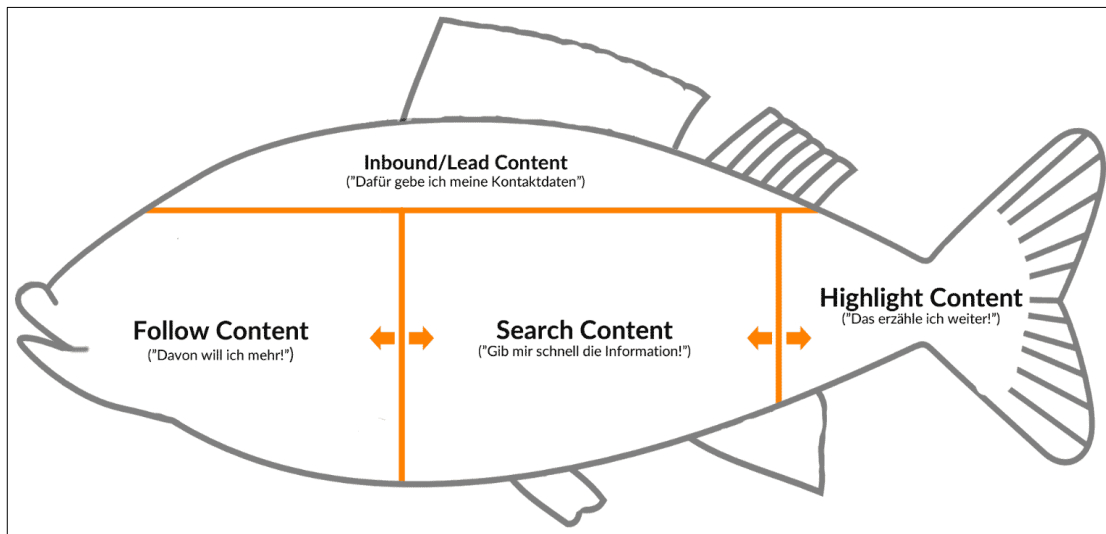 Inbound/Lead Content
("Dafür gebe ich meine Kontaktdaten")
Follow Content
("Davon will ich mehr!")
Search Content
("Gib mir schnell die Information!")
Highlight Content
("Das erzähle ich weiter!")